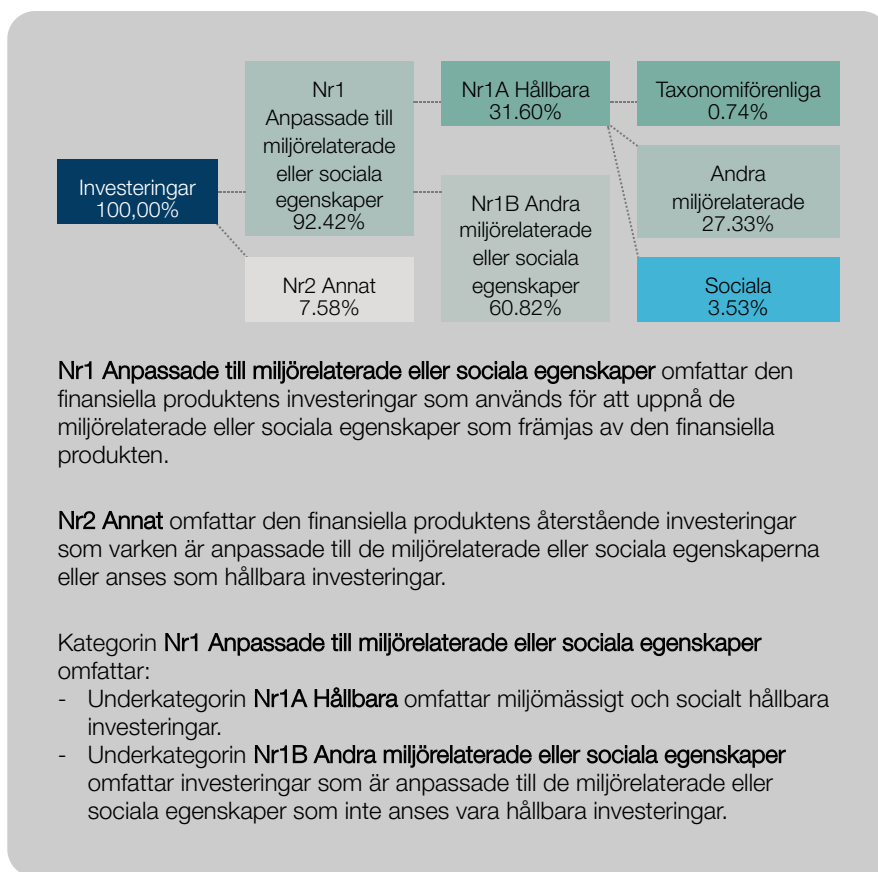 Investeringar
100,00%
Nr1
Anpassade till
miljörelaterade
eller sociala
egenskaper
92.42%
Nr2 Annat
7.58%
Nr1A Hållbara
31.60%
Nr1B Andra
miljörelaterade
eller sociala
egenskaper
60.82%
Taxonomiförenliga
0.74%
Andra
miljörelaterade
27.33%
Sociala
3.53%
Nr1 Anpassade till miljörelaterade eller sociala egenskaper omfattar den
finansiella produktens investeringar som används för att uppnå de
miljörelaterade eller sociala egenskaper som främjas av den finansiella
produkten.
Nr2 Annat omfattar den finansiella produktens återstående investeringar
som varken är anpassade till de miljörelaterade eller sociala egenskaperna
eller anses som hållbara investeringar.
Kategorin Nr1 Anpassade till miljörelaterade eller sociala egenskaper
omfattar:
- Underkategorin Nr1A Hållbara omfattar miljömässigt och socialt hållbara
investeringar.
- Underkategorin Nr1B Andra miljörelaterade eller sociala egenskaper
omfattar investeringar som är anpassade till de miljörelaterade eller
sociala egenskaper som inte anses vara hållbara investeringar.